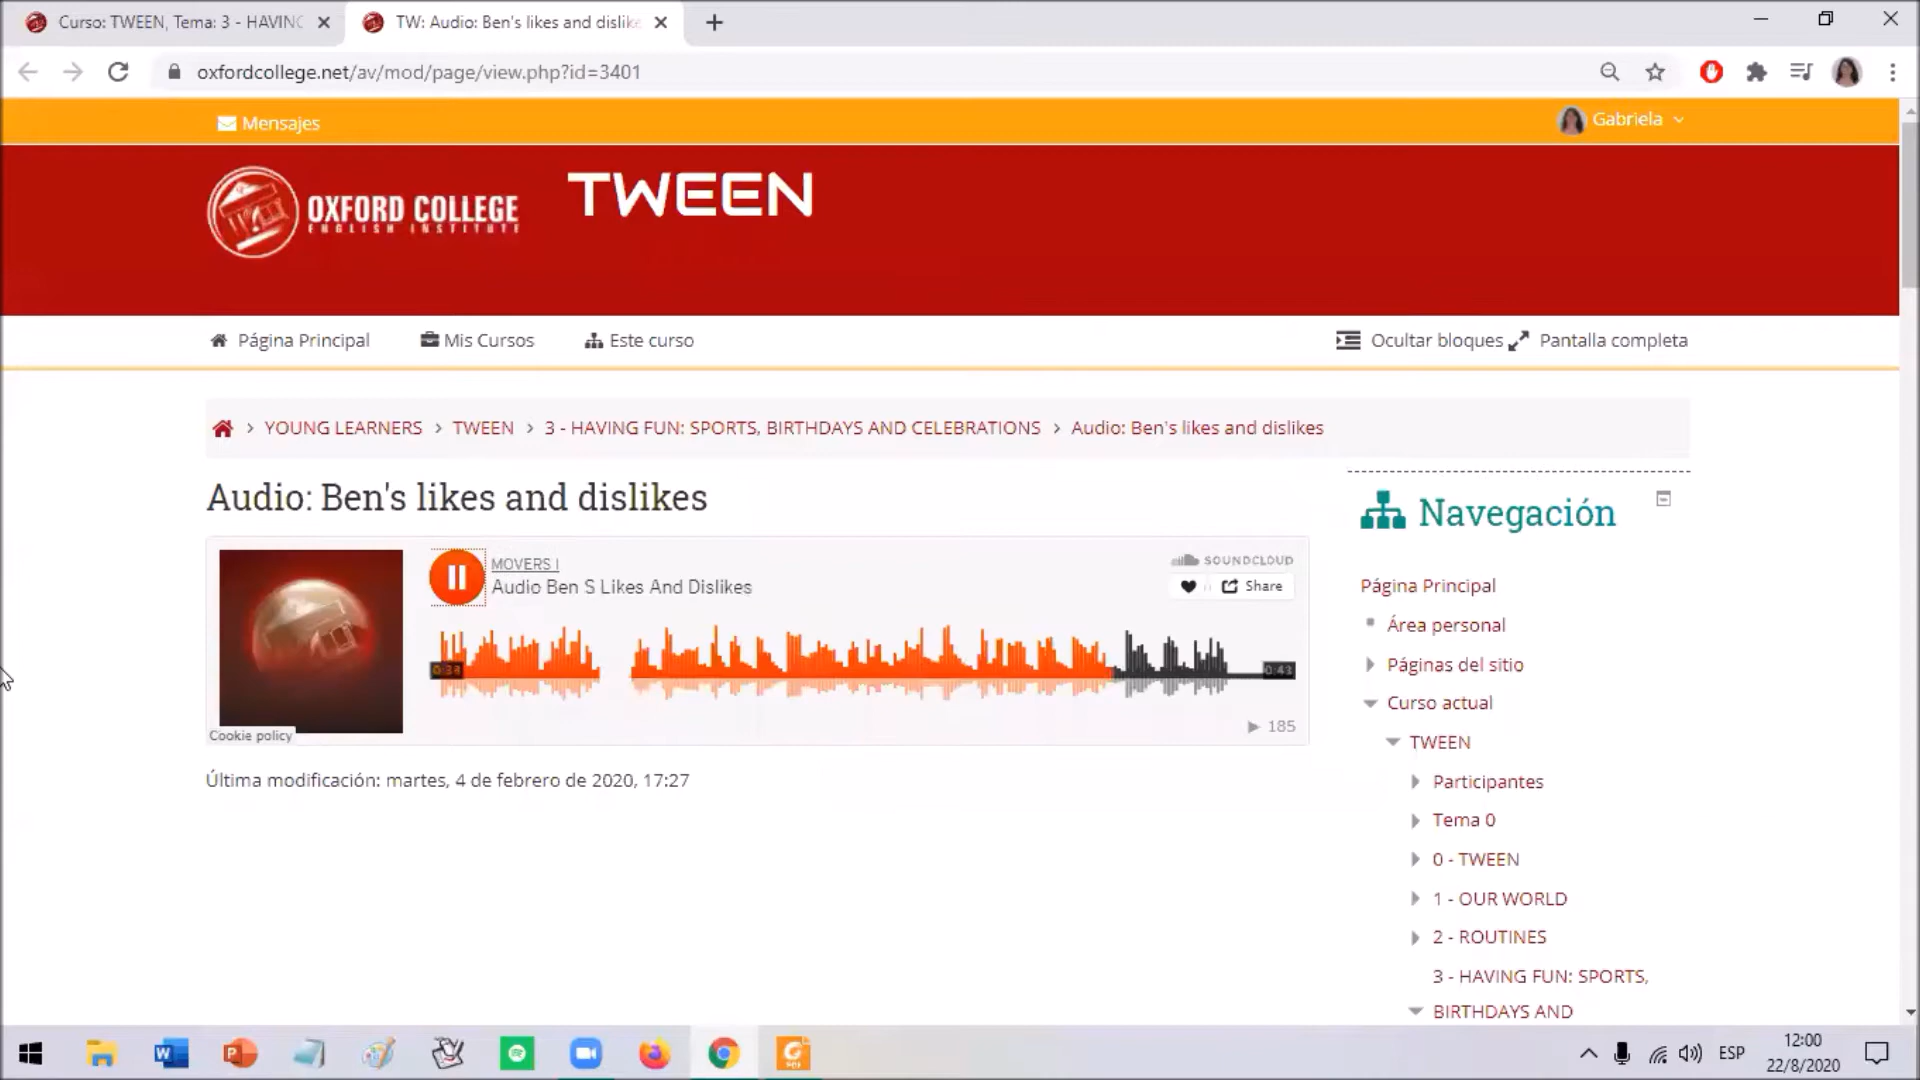 Curso: TWEEN, Tema: 3 - HAVING
TW: Audio: Ben's likes and dislike
oxfordcollege.net/av/mod/page/view.php?id=3401
Mensajes
Gabriela
OXFORD COLLEGE
ENGLISH INSTITUTE
TWEEN
Página Principal
Mis Cursos
Este curso
Ocultar bloques
Pantalla completa
YOUNG LEARNERS > TWEEN > 3 - HAVING FUN: SPORTS, BIRTHDAYS AND CELEBRATIONS > Audio: Ben's likes and dislikes
Audio: Ben's likes and dislikes
MOVERS I
Audio Ben S Likes And Dislikes
SOUNDCLOUD
Share
0:43
185
Cookie policy
Última modificación: martes, 4 de febrero de 2020, 17:27
Navegación
Página Principal
Área personal
Páginas del sitio
Curso actual
TWEEN
Participantes
Tema 0
0 - TWEEN
1 - OUR WORLD
2 - ROUTINES
3 - HAVING FUN: SPORTS,
BIRTHDAYS AND
ESP
12:00
22/8/2020